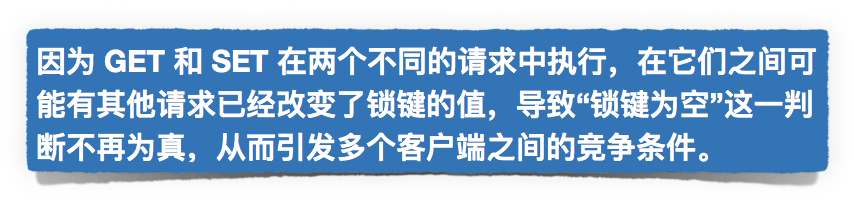 因为 GET 和 SET 在两个不同的请求中执行，在它们之间可
能有其他请求已经改变了锁键的值，导致“锁键为空”这一判
断不再为真，从而引发多个客户端之间的竞争条件。